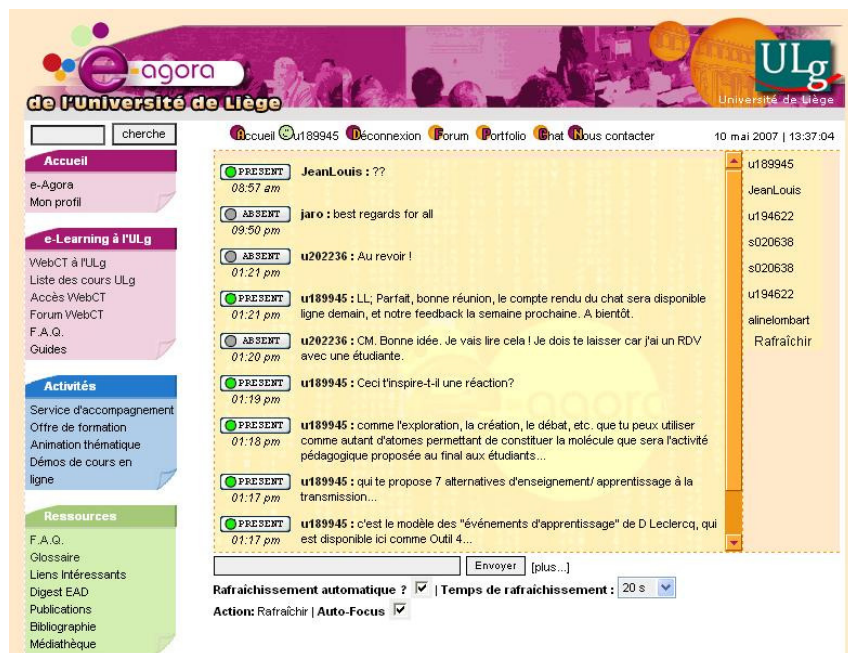 e-agora
de l'Université de Liège
ULg
Université de Liège
cherche
Accueil u189945 Déconnexion Forum Portfolio Chat Nous contacter
10 mai 2007 | 13:37:04
Accueil
e-Agora
Mon profil
e-Learning à l'ULg
WebCT à l'ULg
Liste des cours ULg
Accès WebCT
Forum WebCT
F.A.Q.
Guides
Activités
Service d'accompagnement
Offre de formation
Animation thématique
Démos de cours en
ligne
Ressources
F.A.Q.
Glossaire
Liens Intéressants
Digest EAD
Publications
Bibliographie
Médiathèque
PRESENT JeanLouis : ??
08:57 am
ABSENT jaro : best regards for all
09:50 pm
ABSENT u202236 : Au revoir !
01:21 pm
PRESENT u189945 : LL; Parfait, bonne réunion, le compte rendu du chat sera disponible
01:21 pm ligne demain, et notre feedback la semaine prochaine. A bientôt.
ABSENT u202236 : CM. Bonne idée. Je vais lire cela ! Je dois te laisser car j'ai un RDV
01:20 pm avec une étudiante.
PRESENT u189945 : Ceci t'inspire-t-il une réaction?
01:19 pm
PRESENT u189945 : comme l'exploration, la création, le débat, etc. que tu peux utiliser
01:18 pm comme autant d'atomes permettant de constituer la molécule que sera l'activité
pédagogique proposée au final aux étudiants...
PRESENT u189945 : qui te propose 7 alternatives d'enseignement/ apprentissage à la
01:17 pm transmission...
PRESENT u189945 : c'est le modèle des "événements d'apprentissage" de D Leclercq, qui
01:17 pm est disponible ici comme Outil 4...
u189945
JeanLouis
u194622
s020638
s020638
u194622
alinelombart
Rafraîchir
Envoyer [plus...]
Rafraîchissement automatique ? | Temps de rafraîchissement : 20 s
Action: Rafraîchir | Auto-Focus